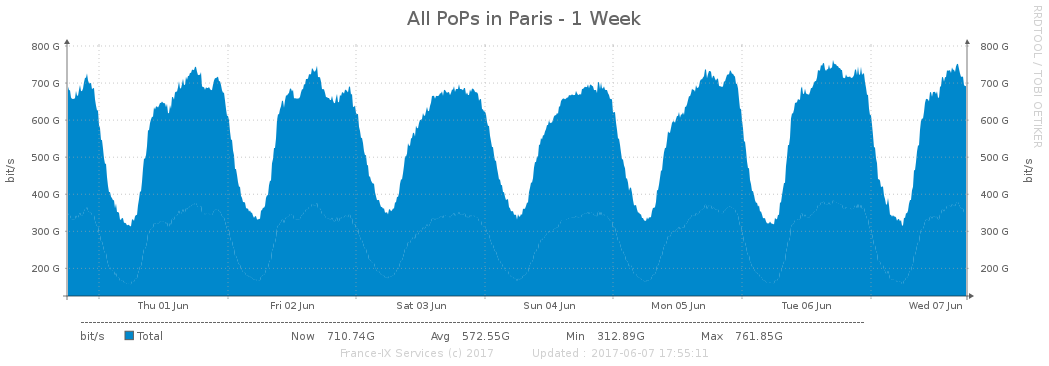 All PoPs in Paris - 1 Week
RRDTOOL / TOBI OETIKER
800 G 800 G
700 G 700 G
600 G 600 G
500 G 500 G
400 G 400 G
300 G 300 G
200 G 200 G
bit/s bit/s
Thu 01 Jun Fri 02 Jun Sat 03 Jun Sun 04 Jun Mon 05 Jun Tue 06 Jun Wed 07 Jun
bit/s Total Now 710.74G Avg 572.55G Min 312.89G Max 761.85G
France-IX Services (c) 2017 Updated : 2017-06-07 17:55:11